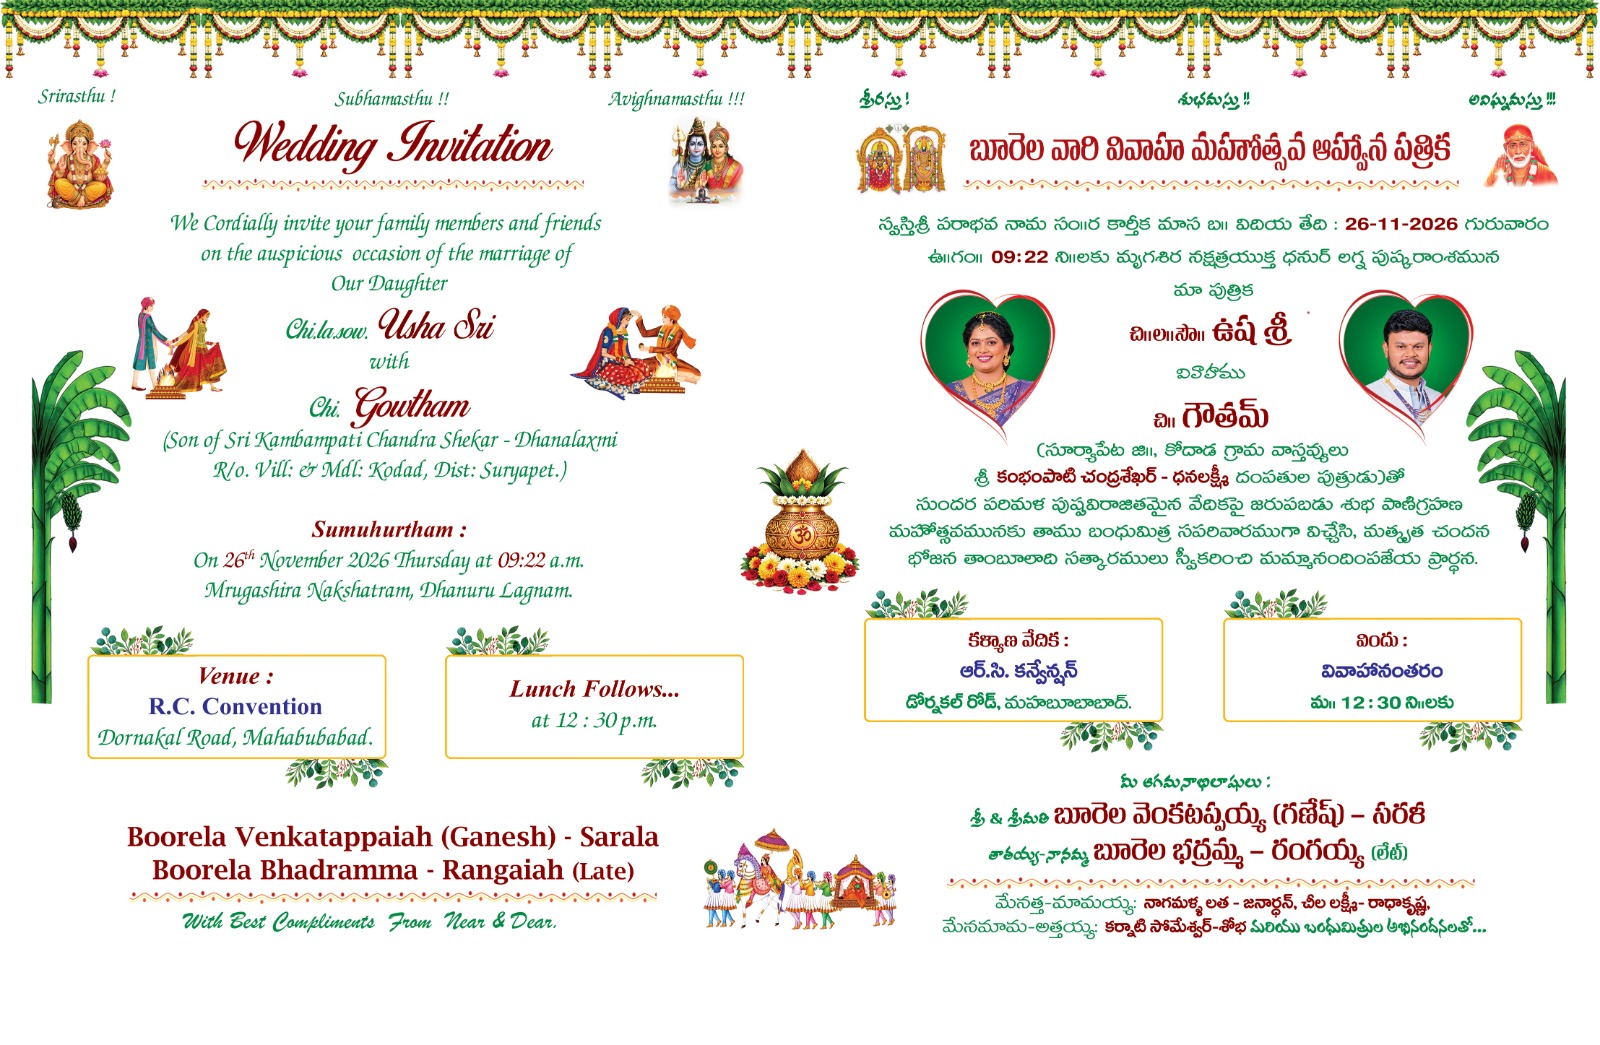 Srirasthu !
Subhamasthu !!
Avighnamasthu !!!
Wedding Invitation
We Cordially invite your family members and friends
on the auspicious occasion of the marriage of
Our Daughter
Chi.la.sow. Usha Sri
with
Chi. Gowtham
(Son of Sri Kambampati Chandra Shekar - Dhanalaxmi
R/o. Vill: & Mdl: Kodad, Dist: Suryapet.)
Sumuhurtham :
On 26th November 2026 Thursday at 09:22 a.m.
Mrugashira Nakshatram, Dhanuru Lagnam.
Venue :
R.C. Convention
Dornakal Road, Mahabubabad.
Lunch Follows...
at 12 : 30 p.m.
Boorela Venkatappaiah (Ganesh) - Sarala
Boorela Bhadramma - Rangaiah (Late)
With Best Compliments From Near & Dear.
శ్రీరస్తు !
శుభమస్తు !!
అవిఘ్నమస్తు !!!
బూరెల వారి వివాహ మహోత్సవ ఆహ్వాన పత్రిక
స్వస్తిశ్రీ పరాభవ నామ సం॥ర కార్తీక మాస బ॥ విదియ తేది : 26-11-2026 గురువారం
ఉ॥గం॥ 09:22 ని॥లకు మృగశిర నక్షత్రయుక్త ధనుర్ లగ్న పుష్కరాంశమున
మా పుత్రిక
చి॥ల॥సౌ॥ ఉష శ్రీ
వివాహము
చి॥ గౌతమ్
(సూర్యాపేట జి॥, కోదాడ గ్రామ వాస్తవ్యులు
శ్రీ కంభంపాటి చంద్రశేఖర్ - ధనలక్ష్మీ దంపతుల పుత్రుడు)తో
సుందర పరిమళ పుష్పవిరాజితమైన వేదికపై జరుపబడు శుభ పాణిగ్రహణ
మహోత్సవమునకు తాము బంధుమిత్ర సపరివారముగా విచ్చేసి, మత్కృత చందన
భోజన తాంబూలాది సత్కారములు స్వీకరించి మమ్మానందింపజేయ ప్రార్థన.
కళ్యాణ వేదిక :
ఆర్.సి. కన్వేన్షన్
డోర్నకల్ రోడ్, మహబూబాబాద్.
విందు :
వివాహానంతరం
మ॥ 12 : 30 ని॥లకు
మీ ఆగమనాభిలాషులు :
శ్రీ & శ్రీమతి బూరెల వెంకటప్పయ్య (గణేష్) – సరళ
తాతయ్య-నానమ్మ బూరెల భద్రమ్మ – రంగయ్య (లేట్)
మేనత్త-మామయ్య: నాగమళ్ళ లత - జనార్ధన్, చీల లక్ష్మీ- రాధాకృష్ణ,
మేనమామ-అత్తయ్య: కర్నాటి సోమేశ్వర్-శోభ మరియు బంధుమిత్రుల అభినందనలతో...